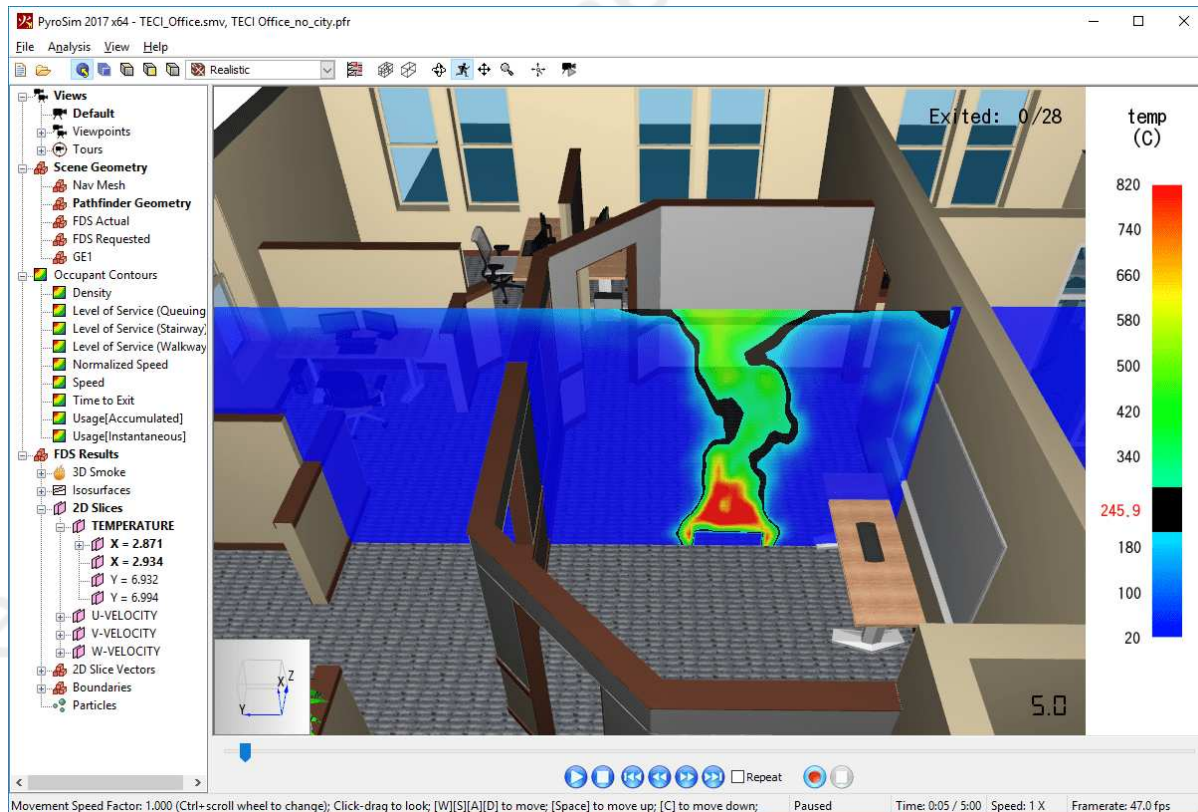 PyroSim 2017 x64 - TECI_Office.smv, TECI Office_no_city.pfr
File Analysis View Help
Realistic
Views
Default
Viewpoints
Tours
Scene Geometry
Nav Mesh
Pathfinder Geometry
FDS Actual
FDS Requested
GE1
Occupant Contours
Density
Level of Service (Queuing
Level of Service (Stairway)
Level of Service (Walkway
Normalized Speed
Speed
Time to Exit
Usage[Accumulated]
Usage[Instantaneous]
FDS Results
3D Smoke
Isosurfaces
2D Slices
TEMPERATURE
X = 2.871
X = 2.934
Y = 6.932
Y = 6.994
U-VELOCITY
V-VELOCITY
W-VELOCITY
2D Slice Vectors
Boundaries
Particles
Exited: 0/28
temp
(C)
820
740
660
580
500
420
340
245.9
180
100
20
X Z
Y
5.0
Repeat
Movement Speed Factor: 1.000 (Ctrl+scroll wheel to change); Click-drag to look; [W][S][A][D] to move; [Space] to move up; [C] to move down; Paused Time: 0:05 / 5:00 Speed: 1 X Framerate: 47.0 fps